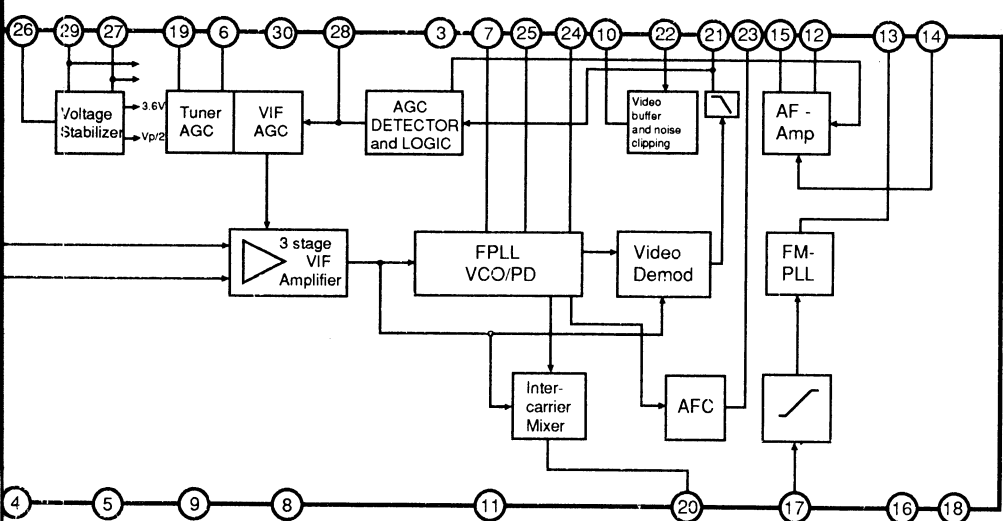 26 29 27 19 6 30 28 3 7 25 24 10 22 21 23 15 12 13 14
Voltage
Stabilizer
3.6V
Vp/2
Tuner
AGC
VIF
AGC
AGC
DETECTOR
and LOGIC
Video
buffer
and noise
clipping
AF -
Amp
3 stage
VIF
Amplifier
FPLL
VCO/PD
Video
Demod
FM-
PLL
Inter-
carrier
Mixer
AFC
4 5 9 8 11 20 17 16 18